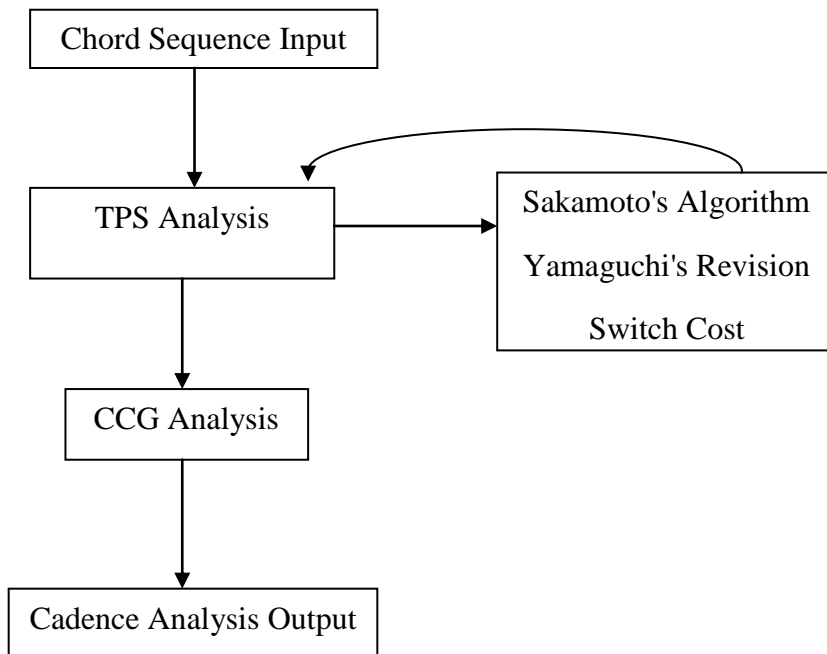 Chord Sequence Input
TPS Analysis
Sakamoto's Algorithm
Yamaguchi's Revision
Switch Cost
CCG Analysis
Cadence Analysis Output